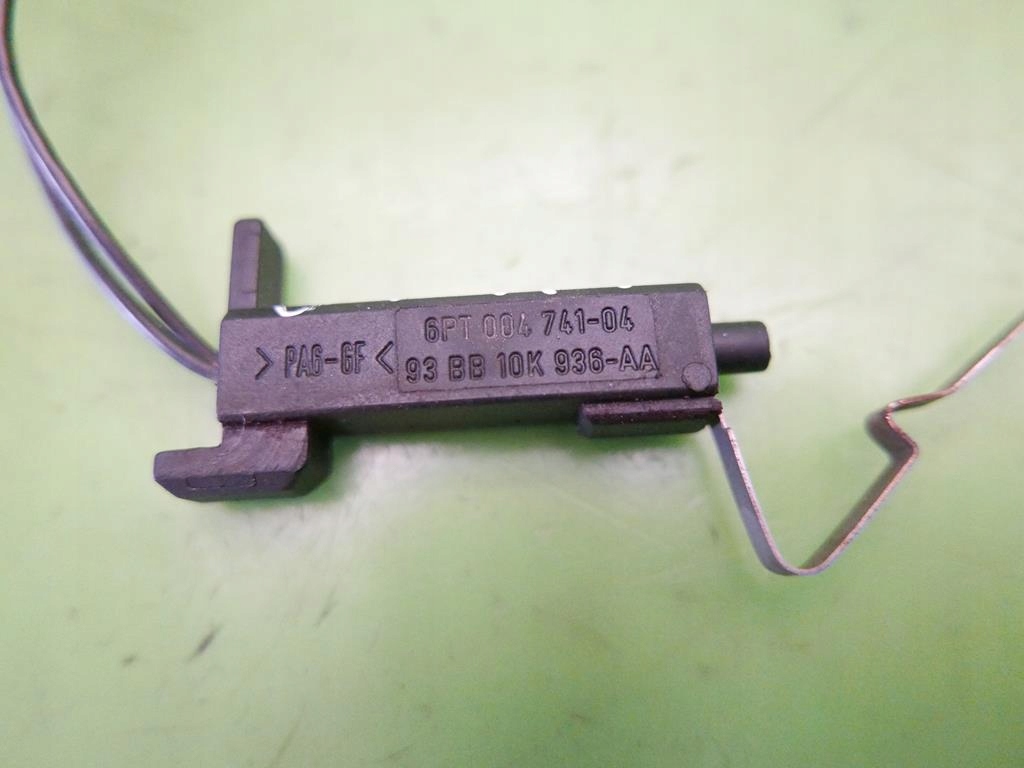 > PA6-GF <
6PT 004 741-04
93 BB 10K 936-AA